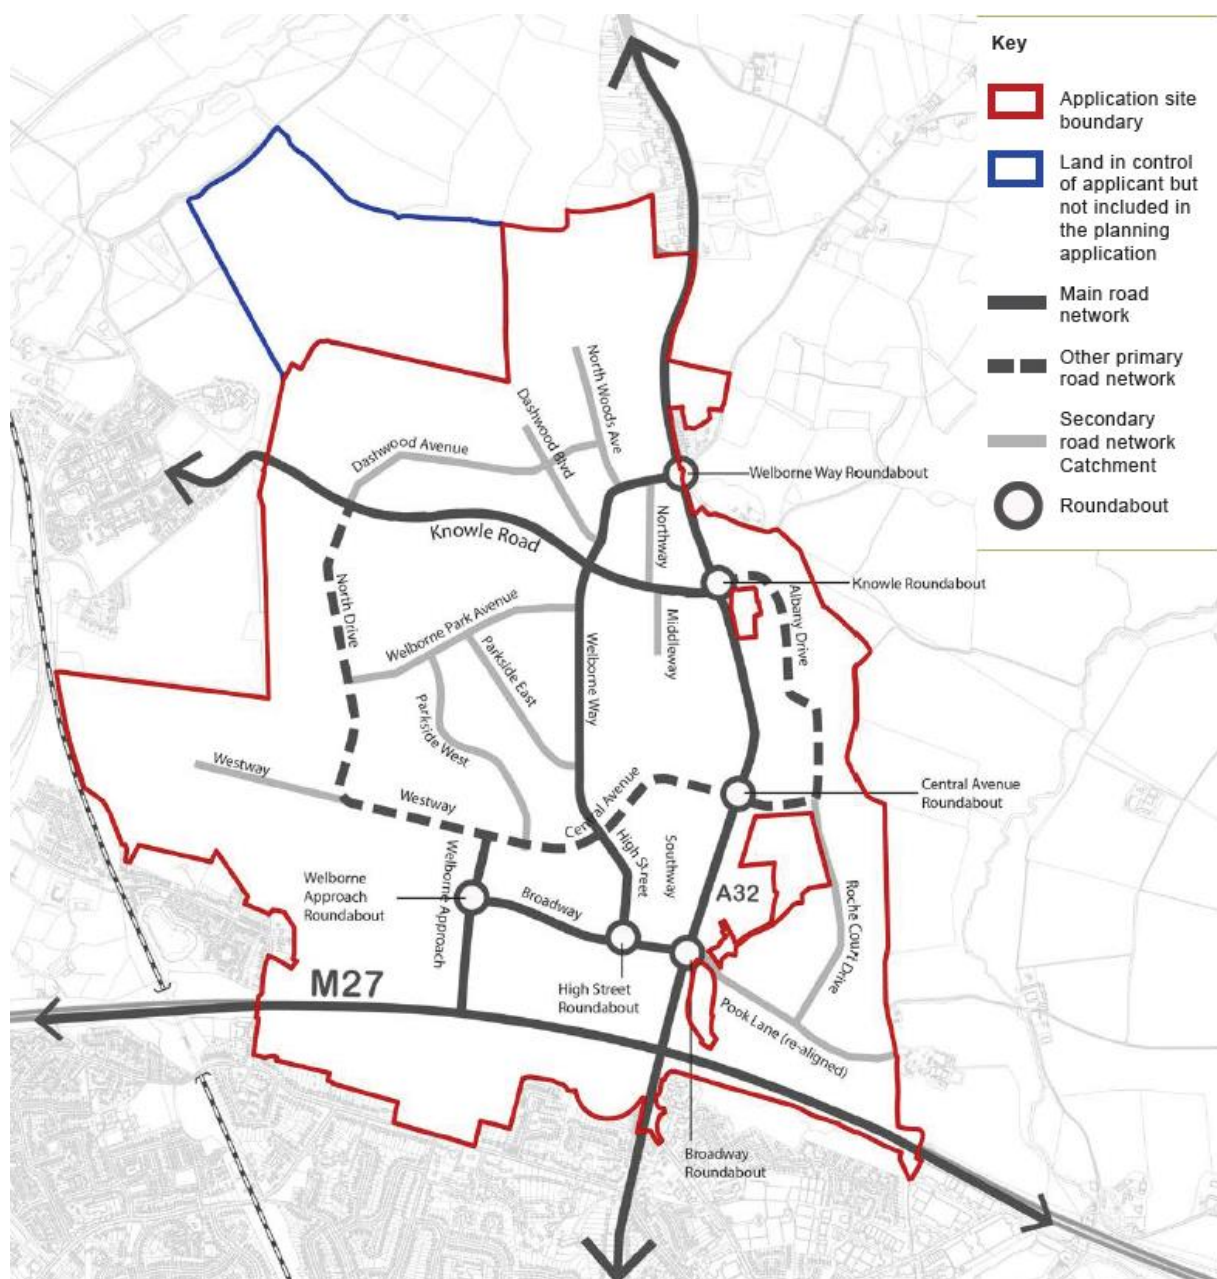 Key
Application site
boundary
Land in control
of applicant but
not included in
the planning
application
Main road
network
Other primary
road network
Secondary
road network
Catchment
Roundabout
North Woods Ave
Dashwood Blvd
Dashwood Avenue
Welborne Way Roundabout
Knowle Road
Northway
Knowle Roundabout
North Drive
Albany Drive
Welborne Park Avenue
Middleway
Parkside East
Welborne Way
Parkside West
Westway
Central Avenue
Roundabout
Westway
Central Avenue
High Street
Southway
Welborne
Approach
Roundabout
Welborne Approach
Broadway
A32
Roche Court Drive
M27
High Street
Roundabout
Pook Lane (re-aligned)
Broadway
Roundabout